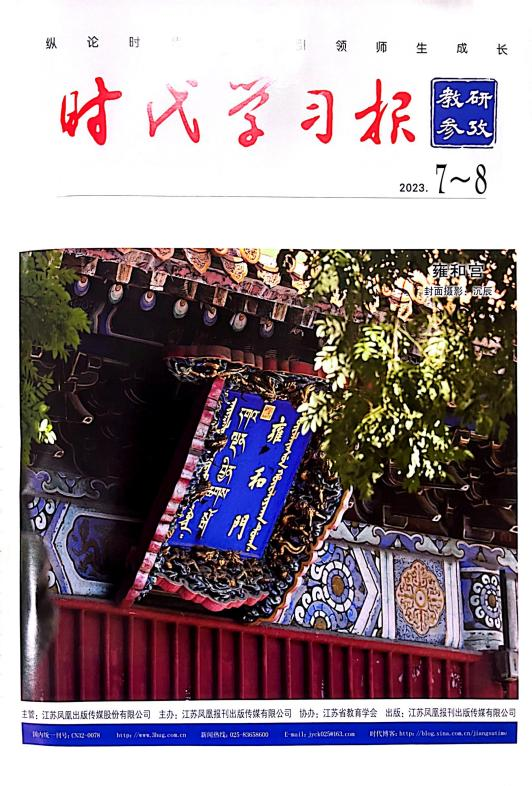 纵论时
引领师生成长
时代学习报
教研
参考
2023. 7~8
雍和宫
封面摄影：沉辰
雍和門
主管：江苏凤凰出版传媒股份有限公司 主办：江苏凤凰报刊出版传媒有限公司 协办：江苏省教育学会 出版：江苏凤凰报刊出版传媒有限公司
国内统一刊号：CN32-0078 http://www.3hug.com.cn 新闻热线：025-83658600 E-mail：jyck025@163.com 时代博客：http://blog.sina.com.cn/jiangsutime